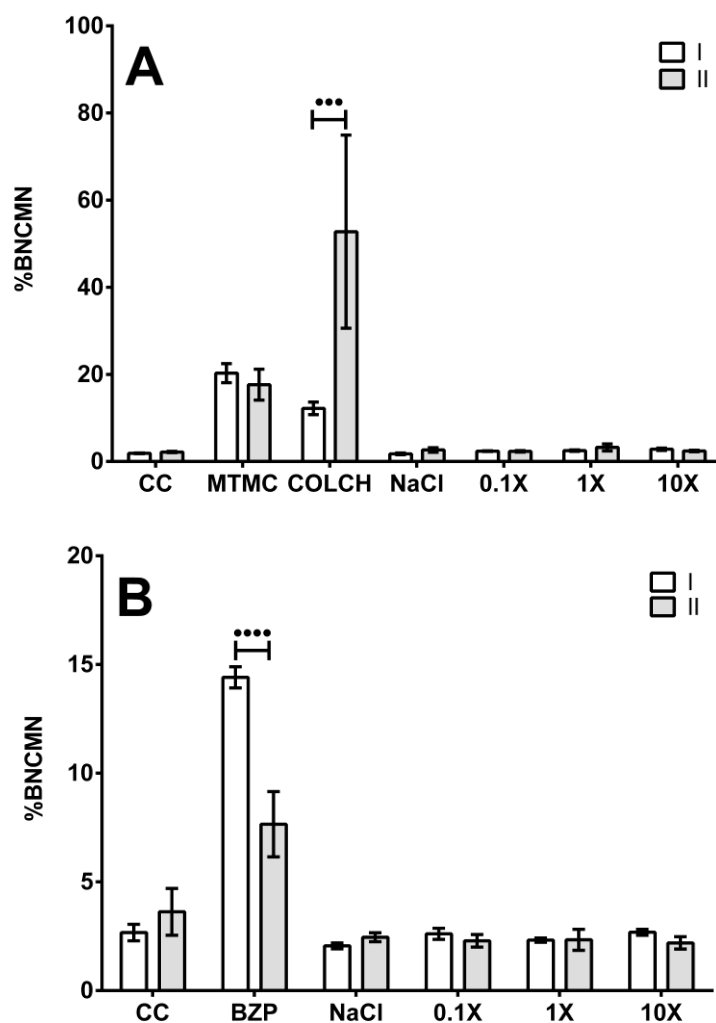 100
A
I
II
•••
80
60
%BNCMN
40
20
0
CC MTMC COLCH NaCl 0.1X 1X 10X
20
B
I
II
••••
15
%BNCMN
10
5
0
CC BZP NaCl 0.1X 1X 10X